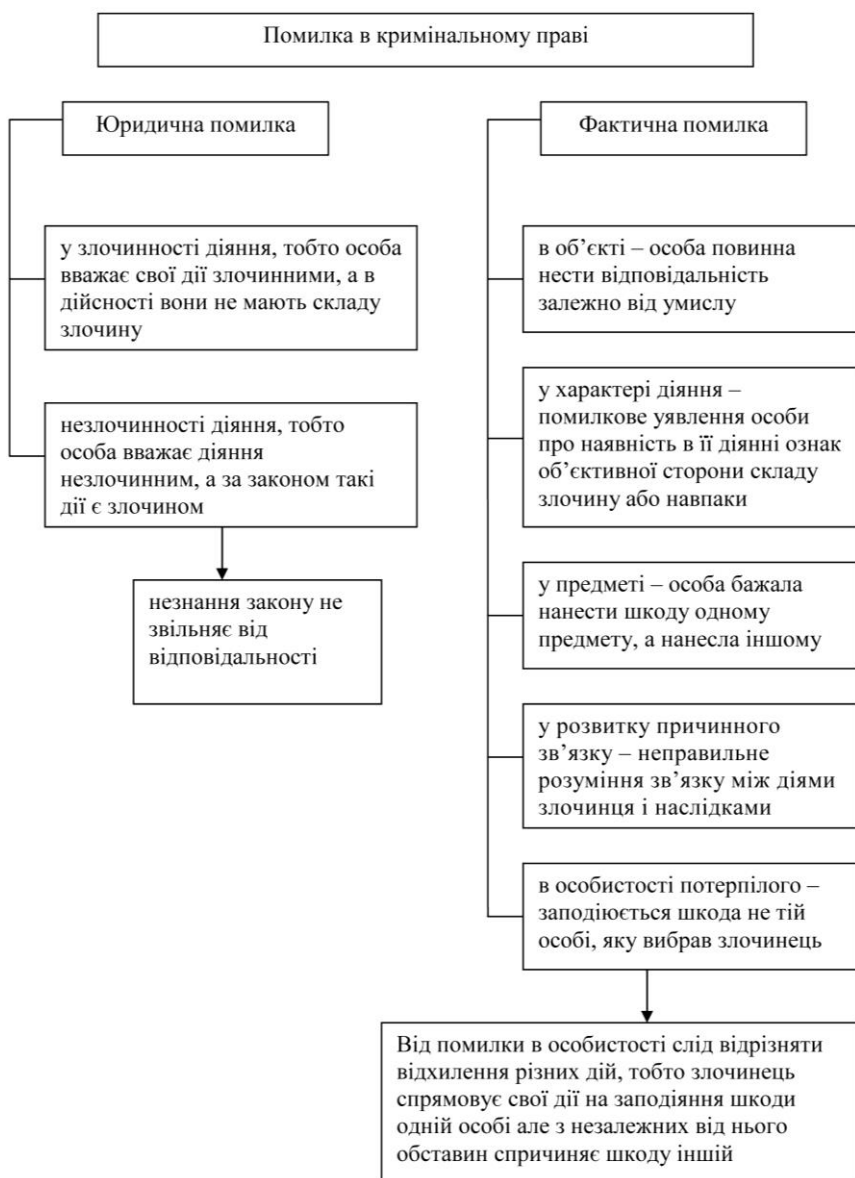 Помилка в кримінальному праві
Юридична помилка
у злочинності діяння, тобто особа
вважає свої дії злочинними, а в
дійсності вони не мають складу
злочину
незлочинності діяння, тобто
особа вважає діяння
незлочинним, а за законом такі
дії є злочином
незнання закону не
звільняє від
відповідальності
Фактична помилка
в об’єкті – особа повинна
нести відповідальність
залежно від умислу
у характері діяння –
помилкове уявлення особи
про наявність в її діянні ознак
об’єктивної сторони складу
злочину або навпаки
у предметі – особа бажала
нанести шкоду одному
предмету, а нанесла іншому
у розвитку причинного
зв’язку – неправильне
розуміння зв’язку між діями
злочинця і наслідками
в особистості потерпілого –
заподіюється шкода не тій
особі, яку вибрав злочинець
Від помилки в особистості слід відрізняти
відхилення різних дій, тобто злочинець
спрямовує свої дії на заподіяння шкоди
одній особі але з незалежних від нього
обставин спричиняє шкоду іншій